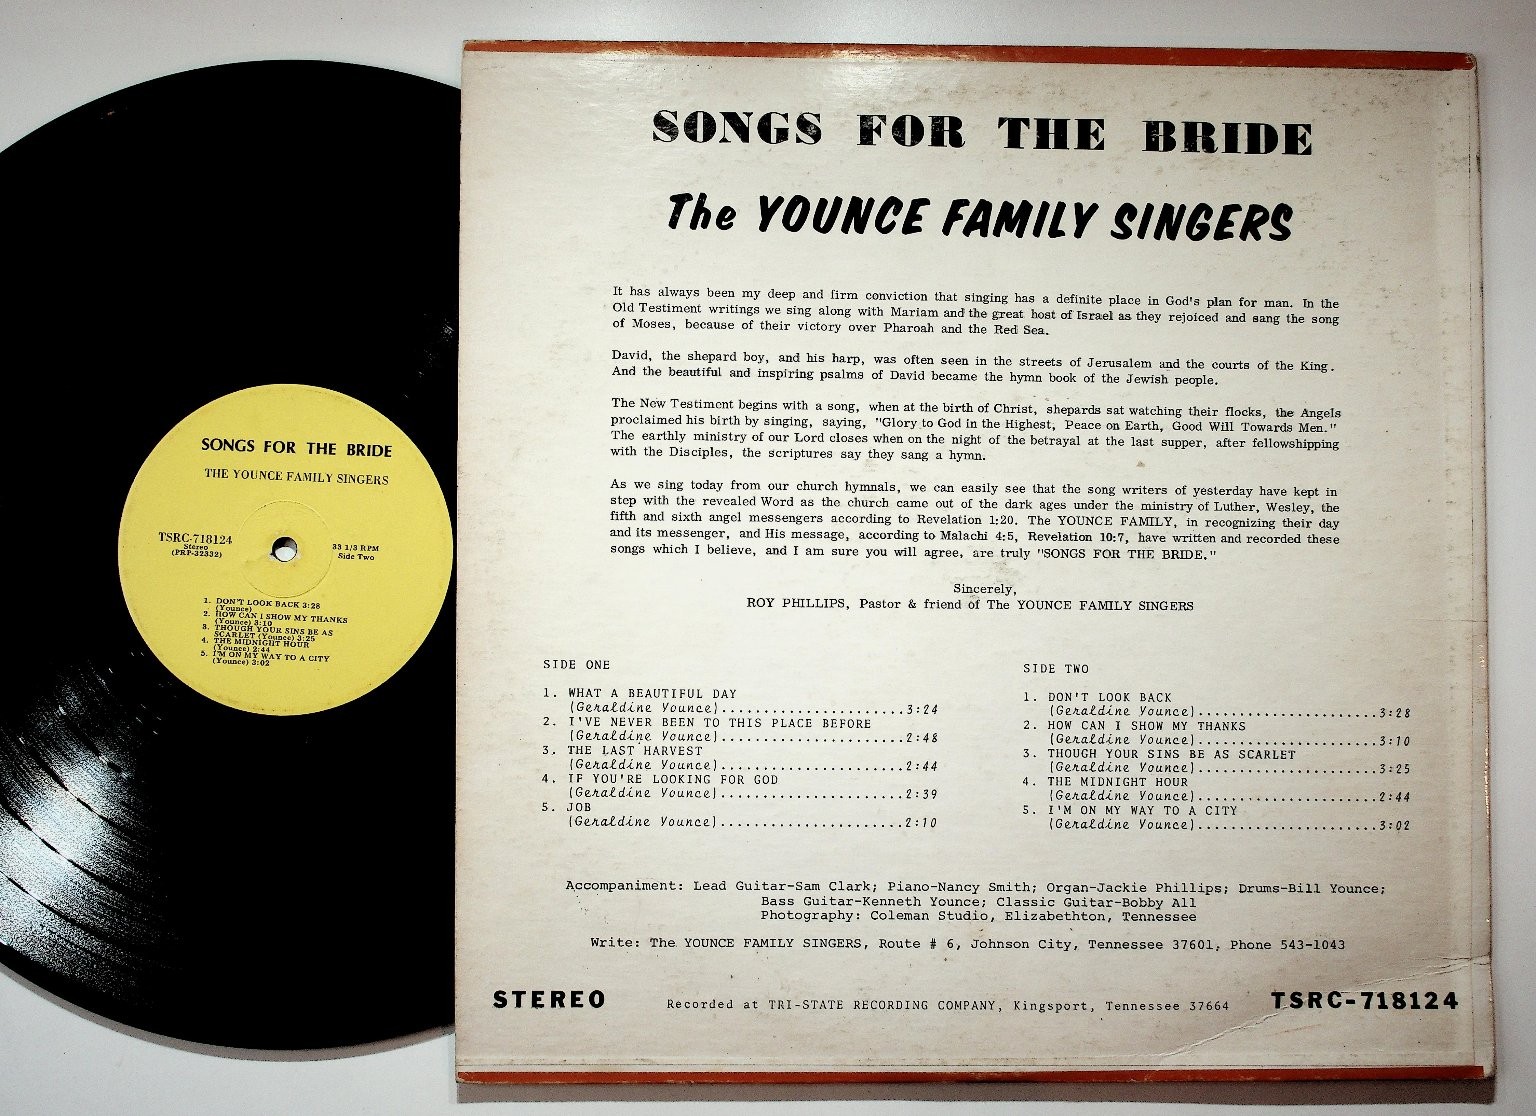 SONGS FOR THE BRIDE
The YOUNCE FAMILY SINGERS
It has always been my deep and firm conviction that singing has a definite place in God's plan for man. In the
Old Testiment writings we sing along with Mariam and the great host of Israel as they rejoiced and sang the song
of Moses, because of their victory over Pharoah and the Red Sea.
David, the shepard boy, and his harp, was often seen in the streets of Jerusalem and the courts of the King.
And the beautiful and inspiring psalms of David became the hymn book of the Jewish people.
The New Testiment begins with a song, when at the birth of Christ, shepards sat watching their flocks, the Angels
proclaimed his birth by singing, saying, "Glory to God in the Highest, Peace on Earth, Good Will Towards Men."
The earthly ministry of our Lord closes when on the night of the betrayal at the last supper, after fellowshipping
with the Disciples, the scriptures say they sang a hymn.
As we sing today from our church hymnals, we can easily see that the song writers of yesterday have kept in
step with the revealed Word as the church came out of the dark ages under the ministry of Luther, Wesley, the
fifth and sixth angel messengers according to Revelation 1:20. The YOUNCE FAMILY, in recognizing their day
and its messenger, and His message, according to Malachi 4:5, Revelation 10:7, have written and recorded these
songs which I believe, and I am sure you will agree, are truly "SONGS FOR THE BRIDE."
Sincerely,
ROY PHILLIPS, Pastor & friend of The YOUNCE FAMILY SINGERS
SIDE ONE
1. WHAT A BEAUTIFUL DAY
(Geraldine Younce)......................3:24
2. I'VE NEVER BEEN TO THIS PLACE BEFORE
(Geraldine Younce)......................2:48
3. THE LAST HARVEST
(Geraldine Younce)......................2:44
4. IF YOU'RE LOOKING FOR GOD
(Geraldine Younce)......................2:39
5. JOB
(Geraldine Younce)......................2:10
SIDE TWO
1. DON'T LOOK BACK
(Geraldine Younce)......................3:28
2. HOW CAN I SHOW MY THANKS
(Geraldine Younce)......................3:10
3. THOUGH YOUR SINS BE AS SCARLET
(Geraldine Younce)......................3:25
4. THE MIDNIGHT HOUR
(Geraldine Younce)......................2:44
5. I'M ON MY WAY TO A CITY
(Geraldine Younce)......................3:02
Accompaniment: Lead Guitar-Sam Clark; Piano-Nancy Smith; Organ-Jackie Phillips; Drums-Bill Younce;
Bass Guitar-Kenneth Younce; Classic Guitar-Bobby All
Photography: Coleman Studio, Elizabethton, Tennessee
Write: The YOUNCE FAMILY SINGERS, Route # 6, Johnson City, Tennessee 37601, Phone 543-1043
STEREO
Recorded at TRI-STATE RECORDING COMPANY, Kingsport, Tennessee 37664
TSRC-718124
SONGS FOR THE BRIDE
THE YOUNCE FAMILY SINGERS
TSRC-718124
Stereo
(PRP-32332)
33 1/3 RPM
Side Two
1. DON'T LOOK BACK 3:28
(Younce)
2. HOW CAN I SHOW MY THANKS
(Younce) 3:10
3. THOUGH YOUR SINS BE AS
SCARLET (Younce) 3:25
4. THE MIDNIGHT HOUR
(Younce) 2:44
5. I'M ON MY WAY TO A CITY
(Younce) 3:02